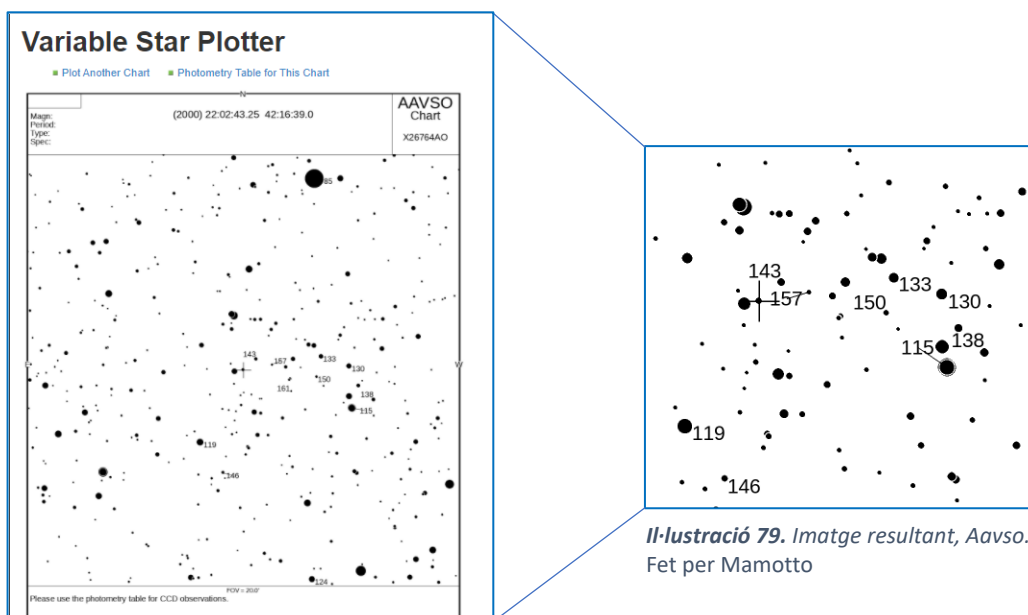 Variable Star Plotter
Plot Another Chart Photometry Table for This Chart
N
Magn:
Period:
Type:
Spec:
(2000) 22:02:43.25 42:16:39.0
AAVSO
Chart
X26764AO
85
143
157
133
130
150
161
138
115
119
146
124
W
FOV = 20.0'
Please use the photometry table for CCD observations.
143
157
150
133
130
115
138
119
146
Il·lustració 79. Imatge resultant, Aavso.
Fet per Mamotto